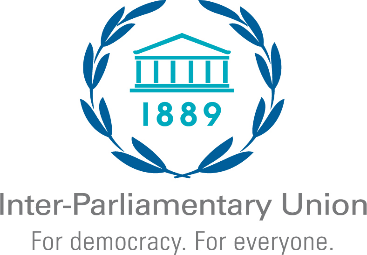 1889
Inter-Parliamentary Union
For democracy. For everyone.